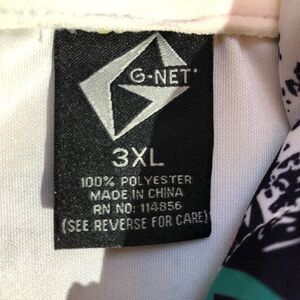 G-NET
3XL
100% POLYESTER
MADE IN CHINA
RN NO: 114856
(SEE REVERSE FOR CARE)